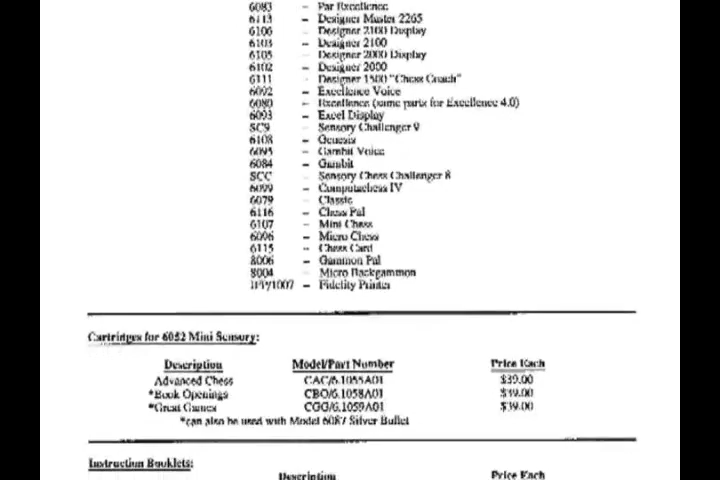 6083 – Par Excellence
6113 – Designer Master 2265
6106 – Designer 2100 Display
6103 – Designer 2100
6105 – Designer 2000 Display
6102 – Designer 2000
6111 – Designer 1500 "Chess Coach"
6092 – Excellence Voice
6080 – Excellence (same parts for Excellence 4.0)
6093 – Excel Display
SC9 – Sensory Challenger 9
6108 – Genesis
6095 – Gambit Voice
6084 – Gambit
SCC – Sensory Chess Challenger 8
6099 – Computachess IV
6079 – Classic
6116 – Chess Pal
6107 – Mini Chess
6096 – Micro Chess
6115 – Chess Card
8006 – Gammon Pal
8004 – Micro Backgammon
– Fidelity Printer
Cartridges for 6052 Mini Sensory:
Description Model/Part Number Price Each
Advanced Chess CAC/6.1055A01 $39.00
*Book Openings CBO/6.1058A01 $39.00
*Great Games CGG/6.1059A01 $39.00
*can also be used with Model 6087 Silver Bullet
Instruction Booklets:
Description Price Each